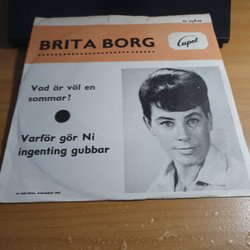 BRITA BORG
Cupol
Vad är väl en
sommar?
Varför gör Ni
ingenting gubbar